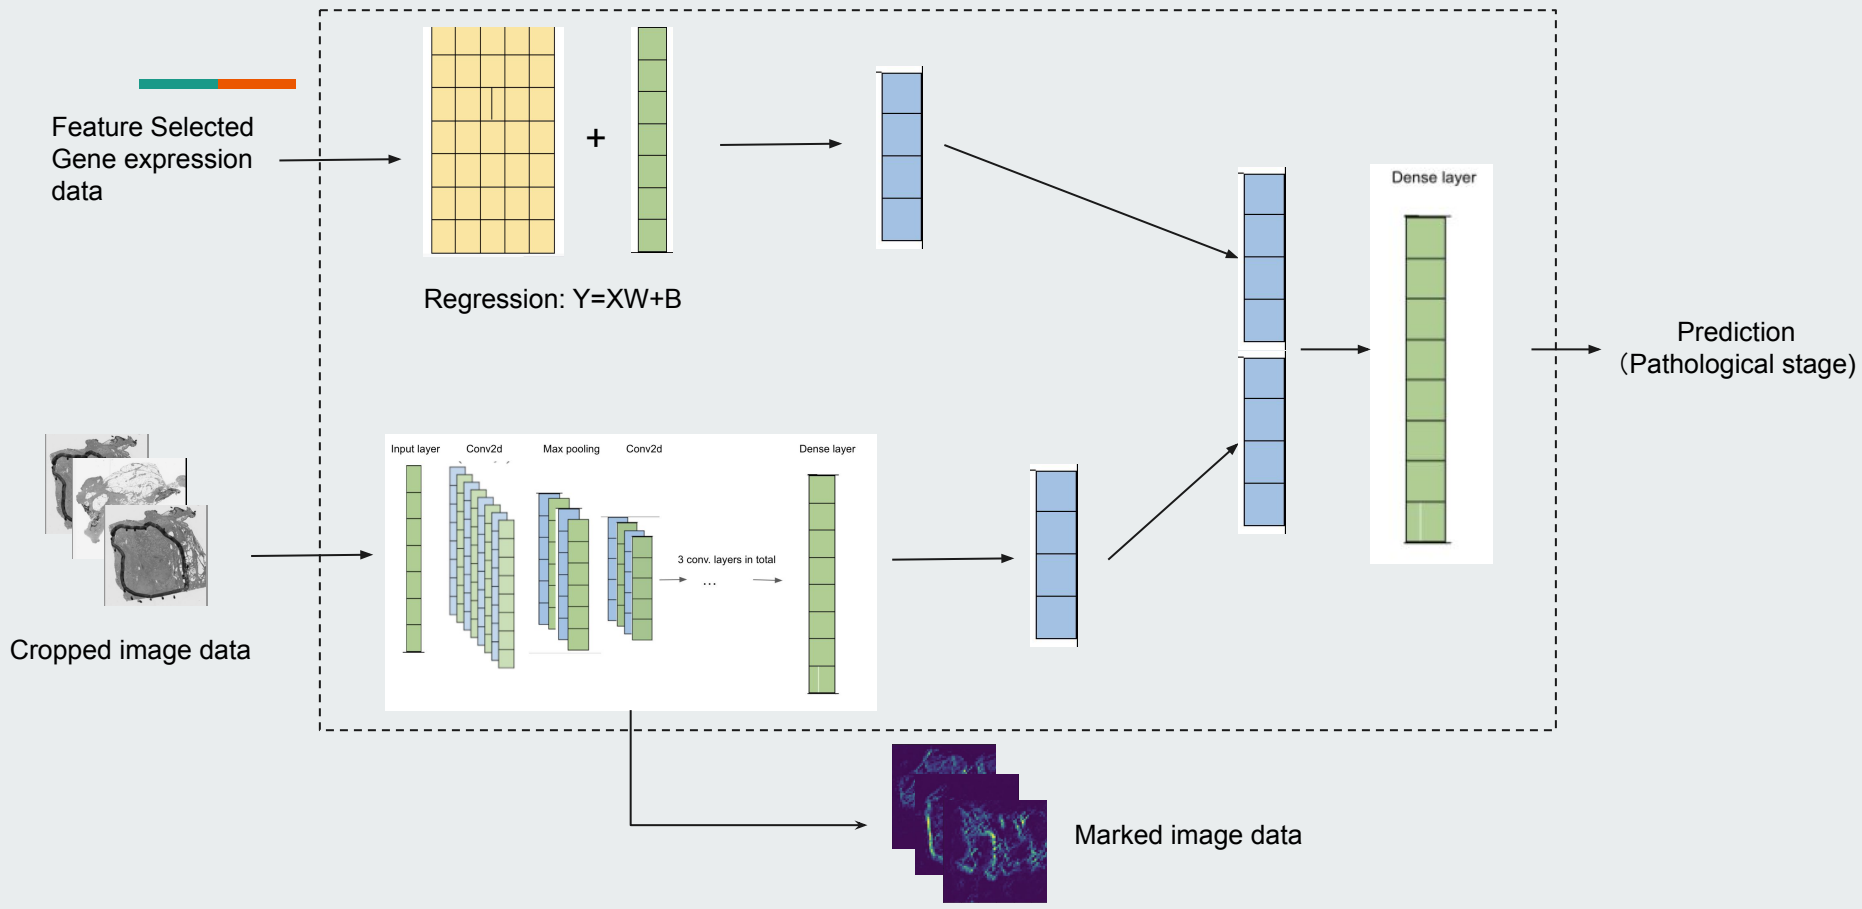 Feature Selected
Gene expression
data
+
Regression: Y=XW+B
Dense layer
Prediction
（Pathological stage)
Input layer
Conv2d
Max pooling
Conv2d
Dense layer
3 conv. layers in total
...
Cropped image data
Marked image data